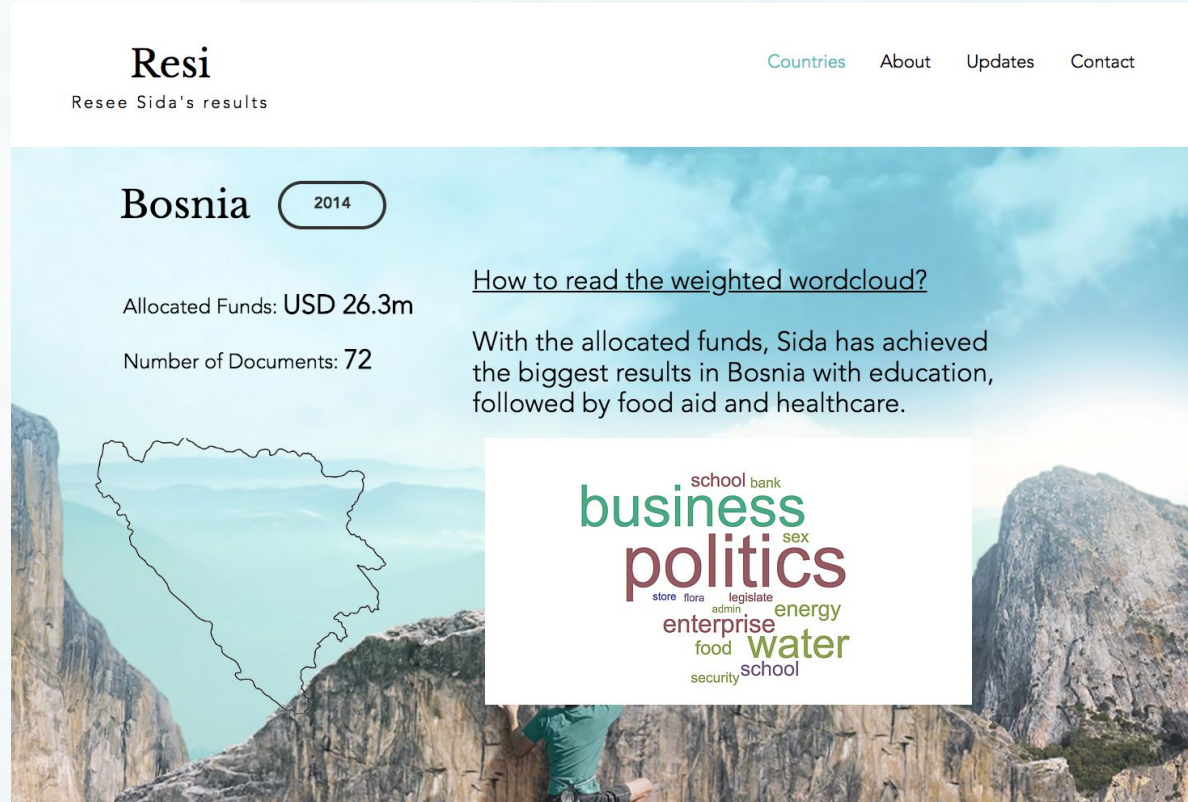 Resi
Resee Sida's results
Countries About Updates Contact
Bosnia 2014
Allocated Funds: USD 26.3m
Number of Documents: 72
How to read the weighted wordcloud?
With the allocated funds, Sida has achieved
the biggest results in Bosnia with education,
followed by food aid and healthcare.
school bank
business
sex
politics
store flora legislate
admin energy
enterprise
food water
security school